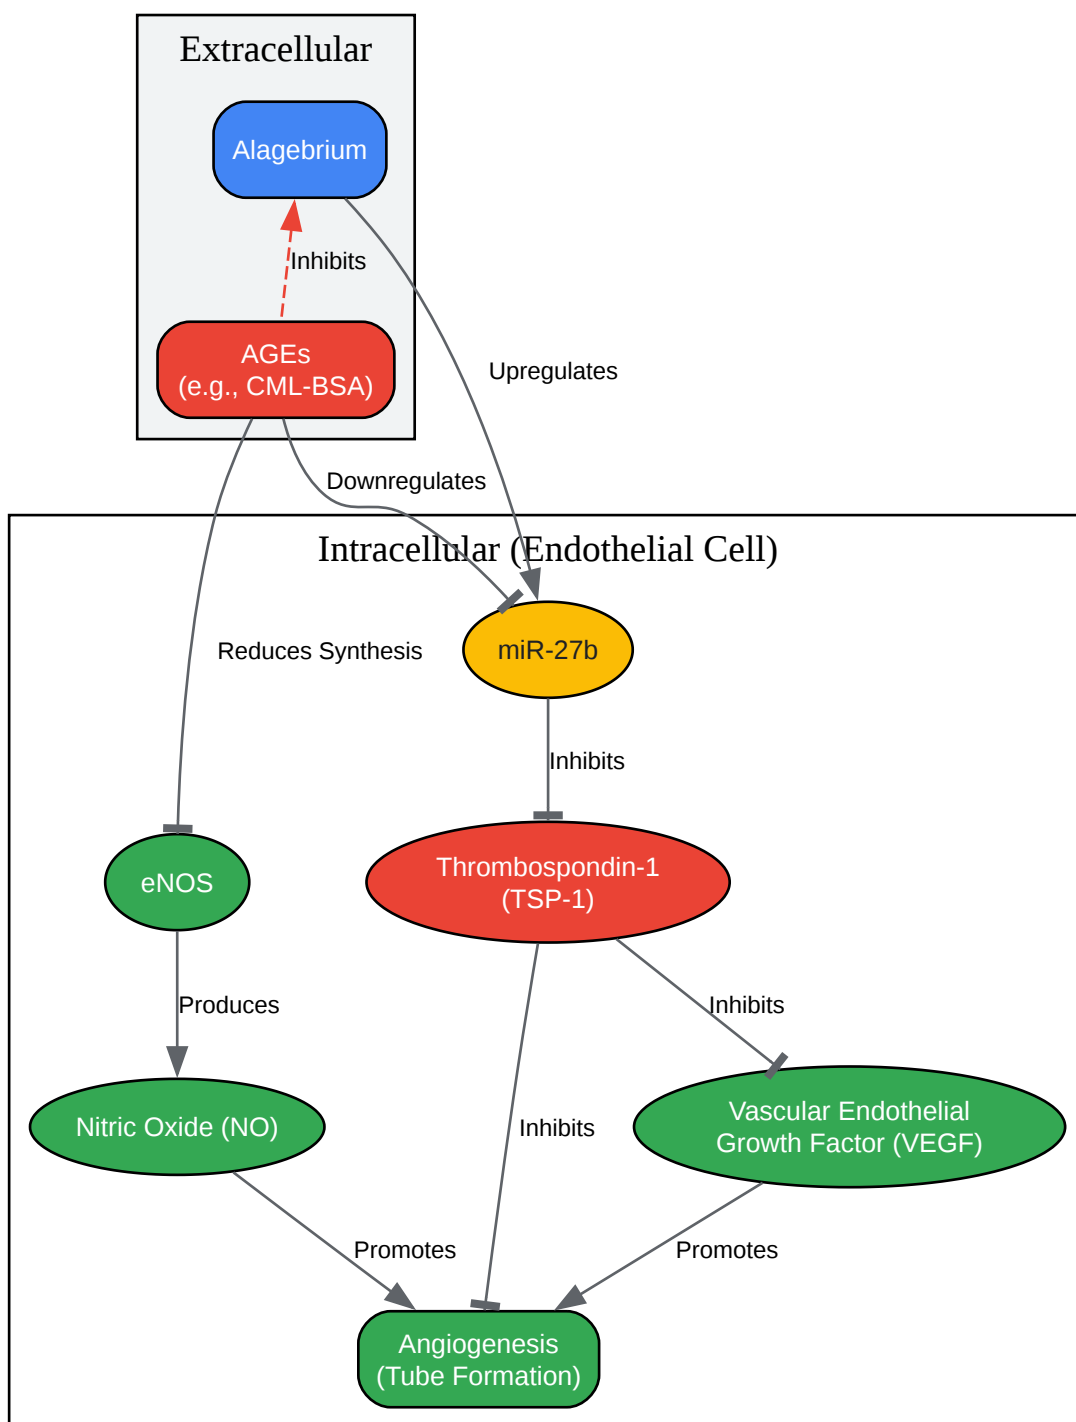 Extracellular
Alagebrium
Inhibits
AGEs
(e.g., CML-BSA)
Upregulates
Downregulates
Intracellular (Endothelial Cell)
Reduces Synthesis
miR-27b
Inhibits
Thrombospondin-1
(TSP-1)
eNOS
Produces
Inhibits
Nitric Oxide (NO)
Inhibits
Vascular Endothelial
Growth Factor (VEGF)
Promotes
Promotes
Angiogenesis
(Tube Formation)